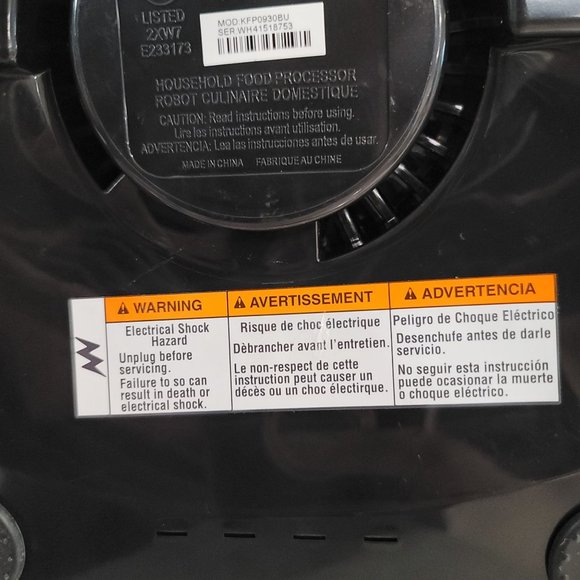 LISTED
2XW7
E233173
MOD:KFP0930BU
SER:WH41518753
HOUSEHOLD FOOD PROCESSOR
ROBOT CULINAIRE DOMESTIQUE
CAUTION: Read instructions before using.
Lire les instructions avant utilisation.
ADVERTENCIA: Lea las instrucciones antes de usar.
MADE IN CHINA FABRIQUE AU CHINE
WARNING
Electrical Shock
Hazard
Unplug before
servicing.
Failure to so can
result in death or
electrical shock.
AVERTISSEMENT
Risque de choc électrique
Dèbrancher avant l'entretien.
Le non-respect de cette
instruction peut causer un
décès ou un choc électirque.
ADVERTENCIA
Peligro de Choque Eléctrico
Desenchufe antes de darle
servicio.
No seguir esta instrucción
puede ocasionar la muerte
o choque eléctrico.